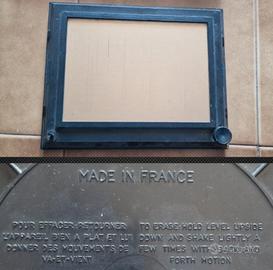 MADE IN FRANCE
POUR EFFACER RETOURNER
L'APPAREIL BIEN A PLAT ET LUI
DONNER DES MOUVEMENTS DE
VA-ET-VIENT
TO ERASE HOLD LEVEL UPSIDE
DOWN AND SHAKE LIGHTLY A
FEW TIMES WITH BACK AND
FORTH MOTION